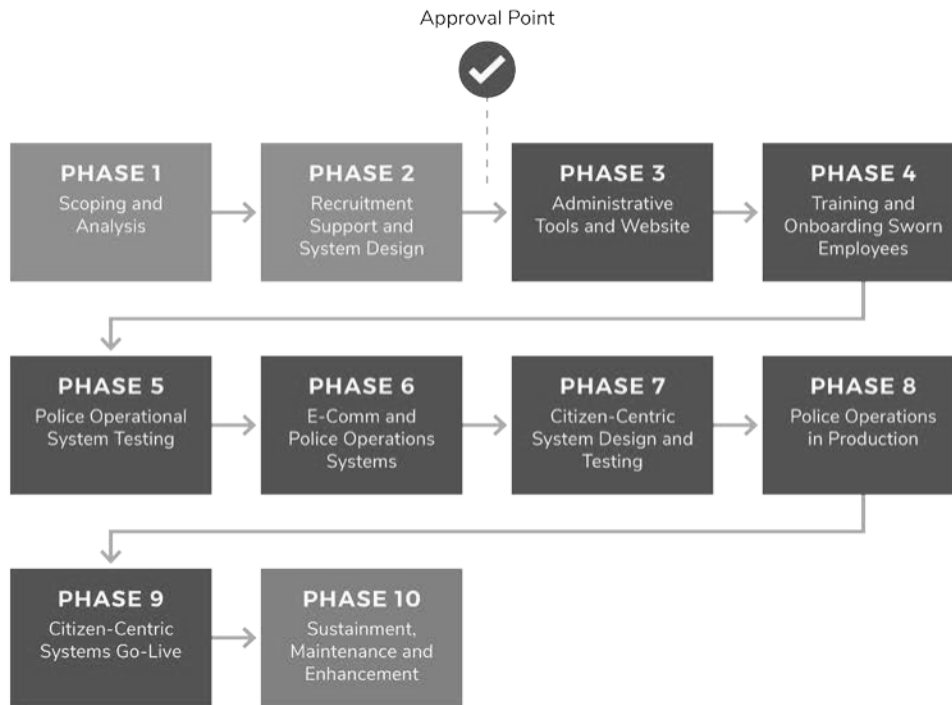 Approval Point
PHASE 1
Scoping and
Analysis
PHASE 2
Recruitment
Support and
System Design
PHASE 3
Administrative
Tools and Website
PHASE 4
Training and
Onboarding Sworn
Employees
PHASE 5
Police Operational
System Testing
PHASE 6
E-Comm and
Police Operations
Systems
PHASE 7
Citizen-Centric
System Design and
Testing
PHASE 8
Police Operations
in Production
PHASE 9
Citizen-Centric
Systems Go-Live
PHASE 10
Sustainment,
Maintenance and
Enhancement